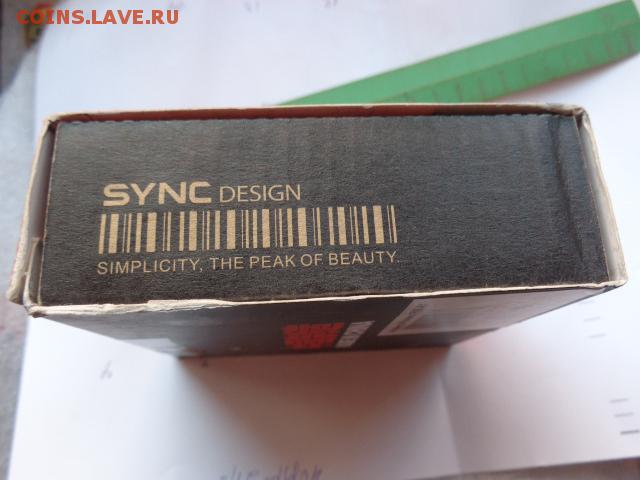 COINS.LAVE.RU
SYNC DESIGN
SIMPLICITY, THE PEAK OF BEAUTY